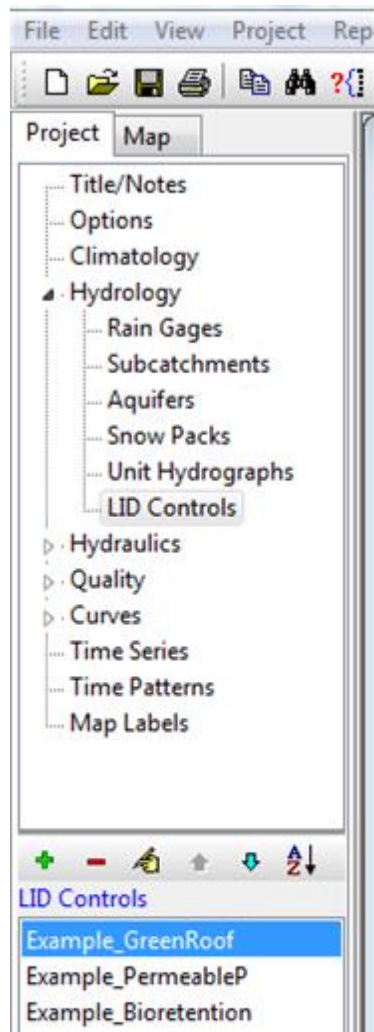 File Edit View Project Rep
Project Map
Title/Notes
Options
Climatology
Hydrology
Rain Gages
Subcatchments
Aquifers
Snow Packs
Unit Hydrographs
LID Controls
Hydraulics
Quality
Curves
Time Series
Time Patterns
Map Labels
LID Controls
Example_GreenRoof
Example_PermeableP
Example_Bioretention